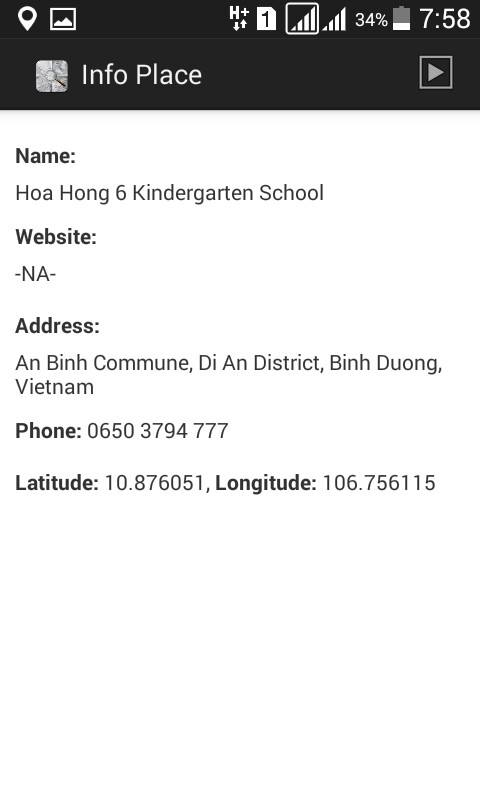 H+ 1 34% 7:58
Info Place
Name:
Hoa Hong 6 Kindergarten School
Website:
-NA-
Address:
An Binh Commune, Di An District, Binh Duong,
Vietnam
Phone: 0650 3794 777
Latitude: 10.876051, Longitude: 106.756115